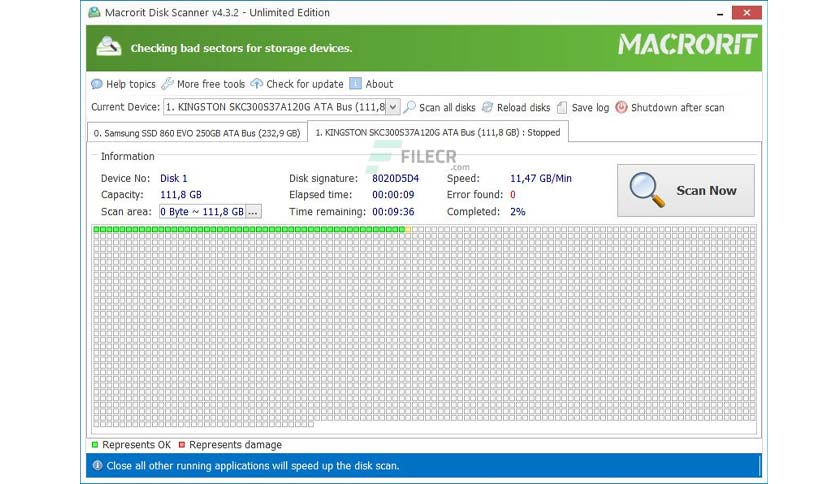 Macrorit Disk Scanner v4.3.2 - Unlimited Edition
Checking bad sectors for storage devices.
MACRORIT
Help topics More free tools Check for update About
Current Device: 1. KINGSTON SKC300S37A120G ATA Bus (111,8 Scan all disks Reload disks Save log Shutdown after scan
0. Samsung SSD 860 EVO 250GB ATA Bus (232,9 GB) 1. KINGSTON SKC300S37A120G ATA Bus (111,8 GB) : Stopped
Information
FILECR
.com
Device No: Disk 1 Disk signature: 8020D5D4 Speed: 11,47 GB/Min
Capacity: 111,8 GB Elapsed time: 00:00:09 Error found: 0
Scan area: 0 Byte ~ 111,8 GB ... Time remaining: 00:09:36 Completed: 2%
Scan Now
Represents OK Represents damage
Close all other running applications will speed up the disk scan.